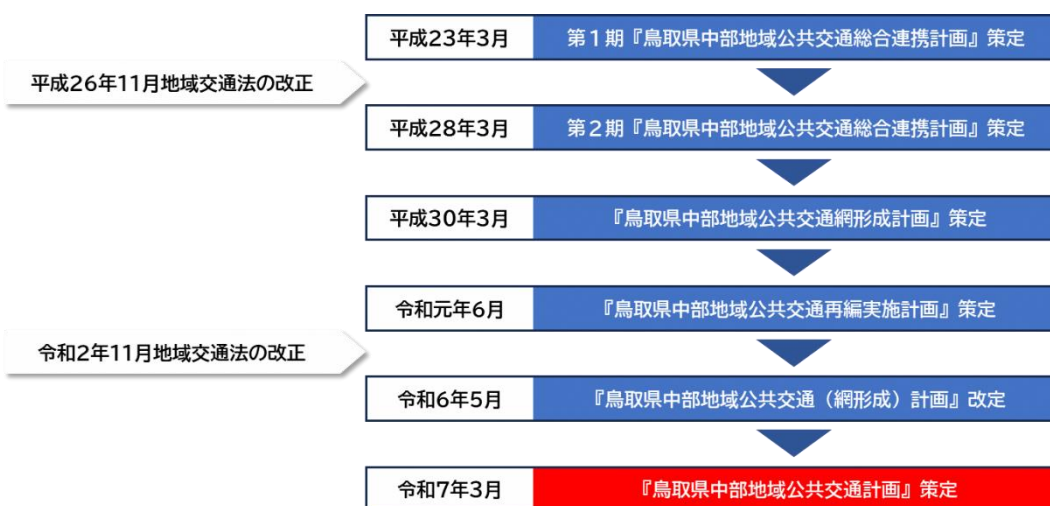 平成23年3月 第1期『鳥取県中部地域公共交通総合連携計画』策定
平成26年11月地域交通法の改正
平成28年3月 第2期『鳥取県中部地域公共交通総合連携計画』策定
平成30年3月 『鳥取県中部地域公共交通網形成計画』策定
令和元年6月 『鳥取県中部地域公共交通再編実施計画』策定
令和2年11月地域交通法の改正
令和6年5月 『鳥取県中部地域公共交通（網形成）計画』改定
令和7年3月 『鳥取県中部地域公共交通計画』策定